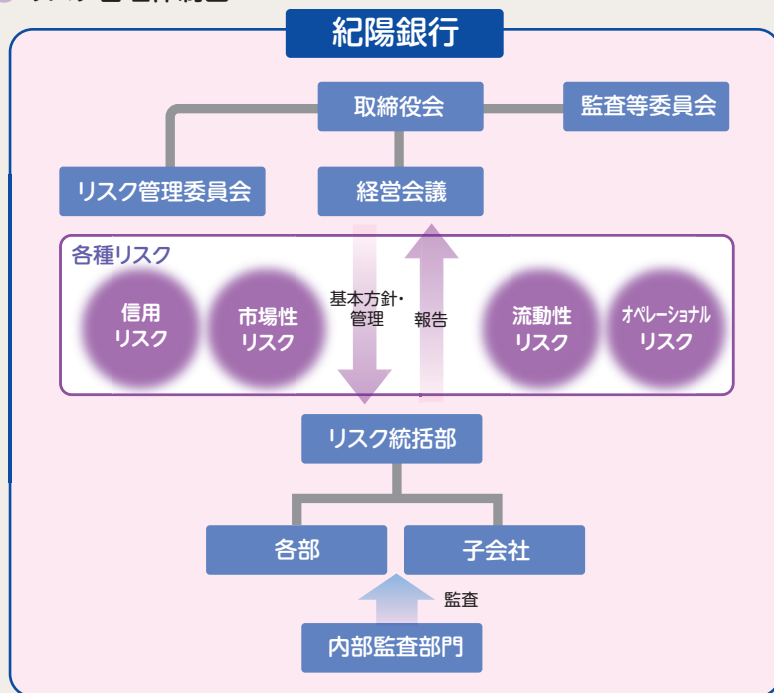 紀陽銀行
取締役会
監査等委員会
リスク管理委員会
経営会議
各種リスク
信用
リスク
市場性
リスク
基本方針・
管理
報告
流動性
リスク
オペレーショナル
リスク
リスク統括部
各部
子会社
監査
内部監査部門